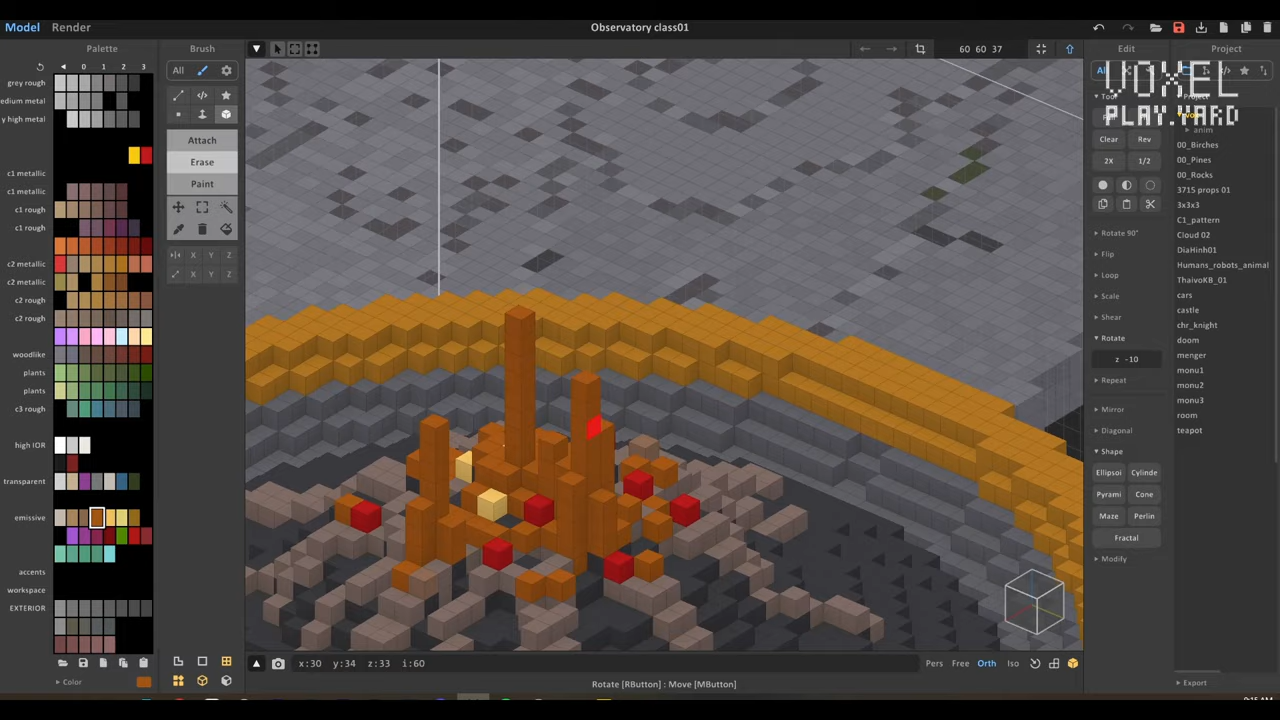 Model Render
Observatory class01
Palette
Brush
60 60 37
Edit
Project
0 1 2 3
All
VOXEL
PLAY.YARD
grey rough
edium metal
y high metal
c1 metallic
c1 metallic
c1 rough
c1 rough
c2 metallic
c2 metallic
c2 rough
c2 rough
woodlike
plants
plants
c3 rough
high IOR
transparent
emissive
accents
workspace
EXTERIOR
Color
Attach
Erase
Paint
X Y Z
X Y Z
Clear Rev
2X 1/2
Rotate 90°
Flip
Loop
Scale
Shear
Rotate
z -10
Repeat
Mirror
Diagonal
Shape
Ellipsoi Cylinde
Pyrami Cone
Maze Perlin
Fractal
Modify
anim
00_Birches
00_Pines
00_Rocks
3715 props 01
3x3x3
C1_pattern
Cloud 02
DiaHinh01
Humans_robots_animal
ThaivoKB_01
cars
castle
chr_knight
doom
menger
monu1
monu2
monu3
room
teapot
Export
x:30 y:34 z:33 i:60
Pers Free Orth Iso
Rotate [RButton] : Move [MButton]